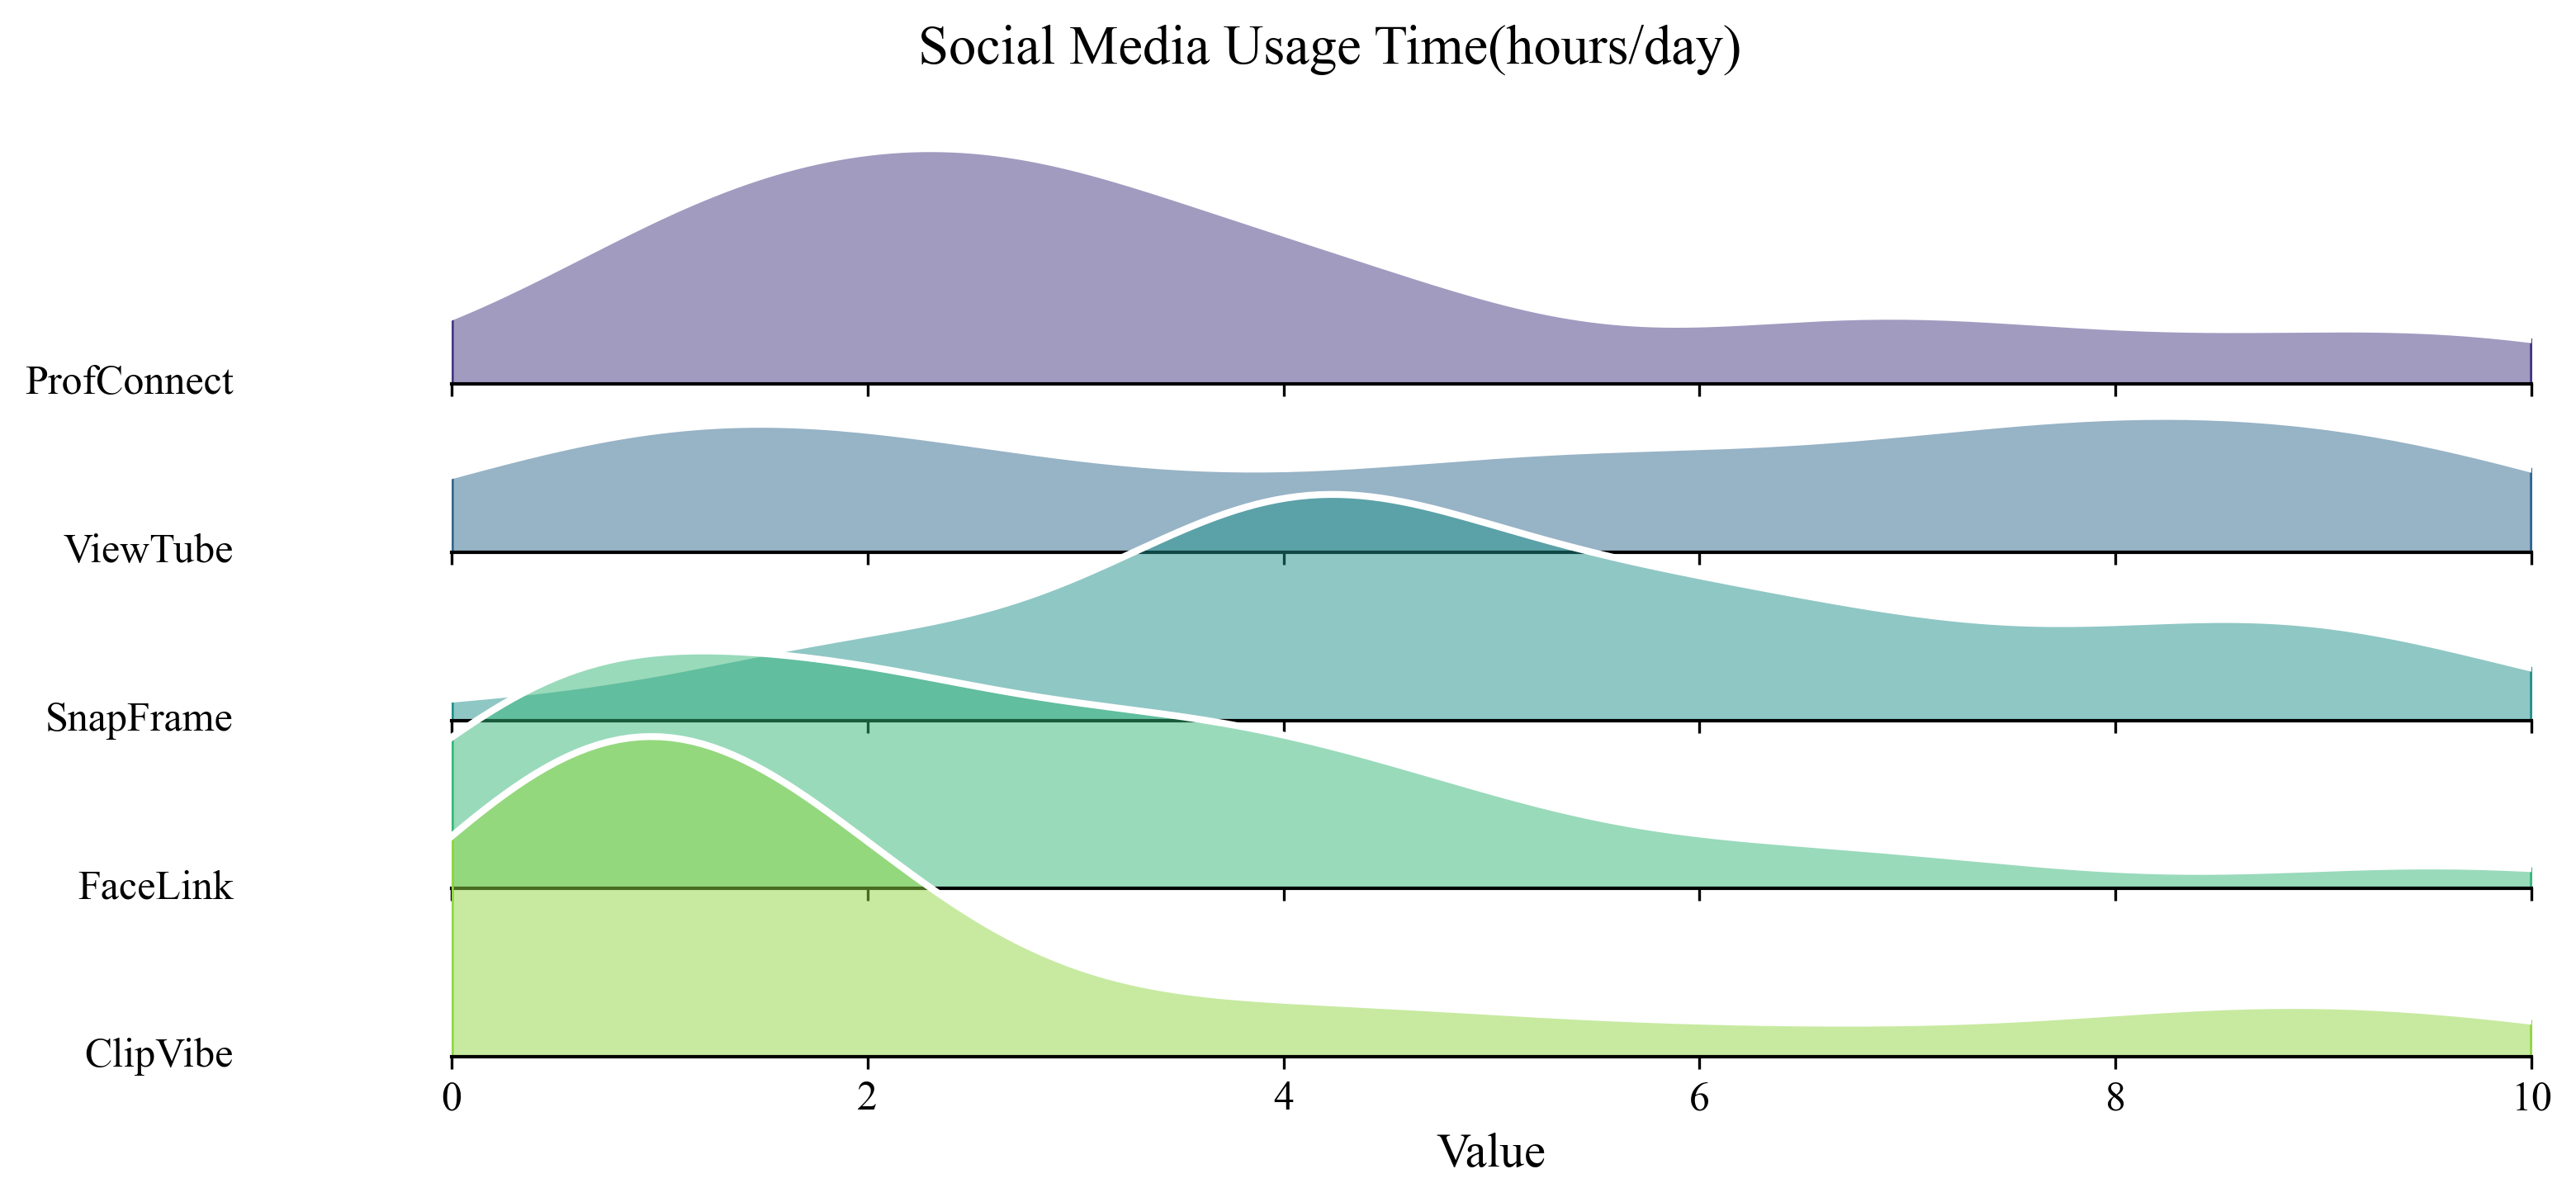 Social Media Usage Time(hours/day)
ProfConnect
ViewTube
SnapFrame
FaceLink
ClipVibe
0 2 4 6 8 10
Value